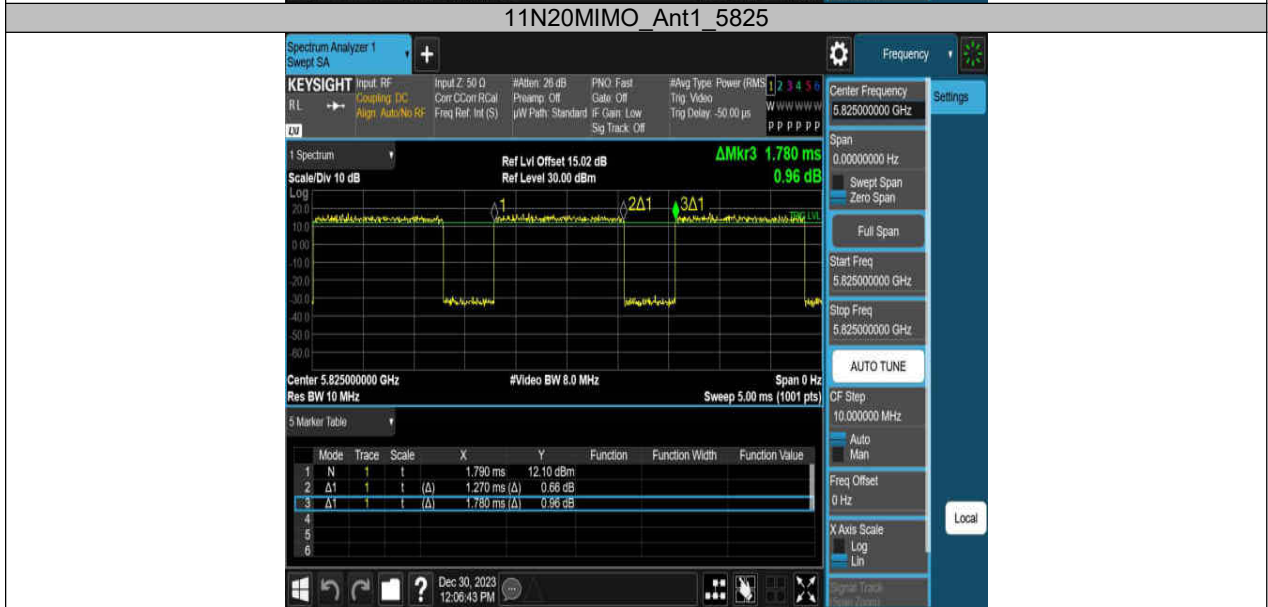 11N20MIMO_Ant1_5825
Spectrum Analyzer 1
Swept SA
+
Frequency
KEYSIGHT Input: RF
RL Coupling: DC
Align: Auto/No RF
LXI
Input Z: 50 Ω
Corr CCorr RCal
Freq Ref: Int (S)
#Atten: 26 dB
Preamp: Off
µW Path: Standard
PNO: Fast
Gate: Off
IF Gain: Low
Sig Track: Off
#Avg Type: Power (RMS
Trig: Video
Trig Delay: -50.00 µs
1 2 3 4 5 6
W W W W W W
P P P P P P
Center Frequency
5.825000000 GHz
Settings
Span
0.00000000 Hz
Swept Span
Zero Span
Full Span
Start Freq
5.825000000 GHz
Stop Freq
5.825000000 GHz
AUTO TUNE
CF Step
10.000000 MHz
Auto
Man
Freq Offset
0 Hz
X Axis Scale
Log
Lin
Signal Track
(Span Zoom)
Local
1 Spectrum
Scale/Div 10 dB
Ref Lvl Offset 15.02 dB
Ref Level 30.00 dBm
ΔMkr3 1.780 ms
0.96 dB
Log
1
2Δ1
3Δ1
TRIG LVL
20.0
10.0
0.00
-10.0
-20.0
-30.0
-40.0
-50.0
-60.0
Center 5.825000000 GHz
#Video BW 8.0 MHz
Span 0 Hz
Res BW 10 MHz
Sweep 5.00 ms (1001 pts)
5 Marker Table
Mode Trace Scale X Y Function Function Width Function Value
1 N 1 t 1.790 ms 12.10 dBm
2 Δ1 1 t (Δ) 1.270 ms (Δ) 0.66 dB
3 Δ1 1 t (Δ) 1.780 ms (Δ) 0.96 dB
4
5
6
?
Dec 30, 2023
12:06:43 PM